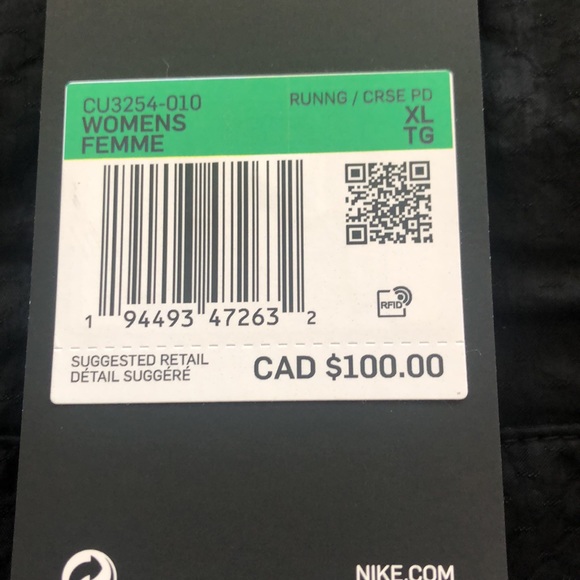 CU3254-010
WOMENS
FEMME
RUNNG / CRSE PD
XL
TG
1 94493 47263 2
RFID
SUGGESTED RETAIL
DÉTAIL SUGGÉRÉ
CAD $100.00
NIKE.COM